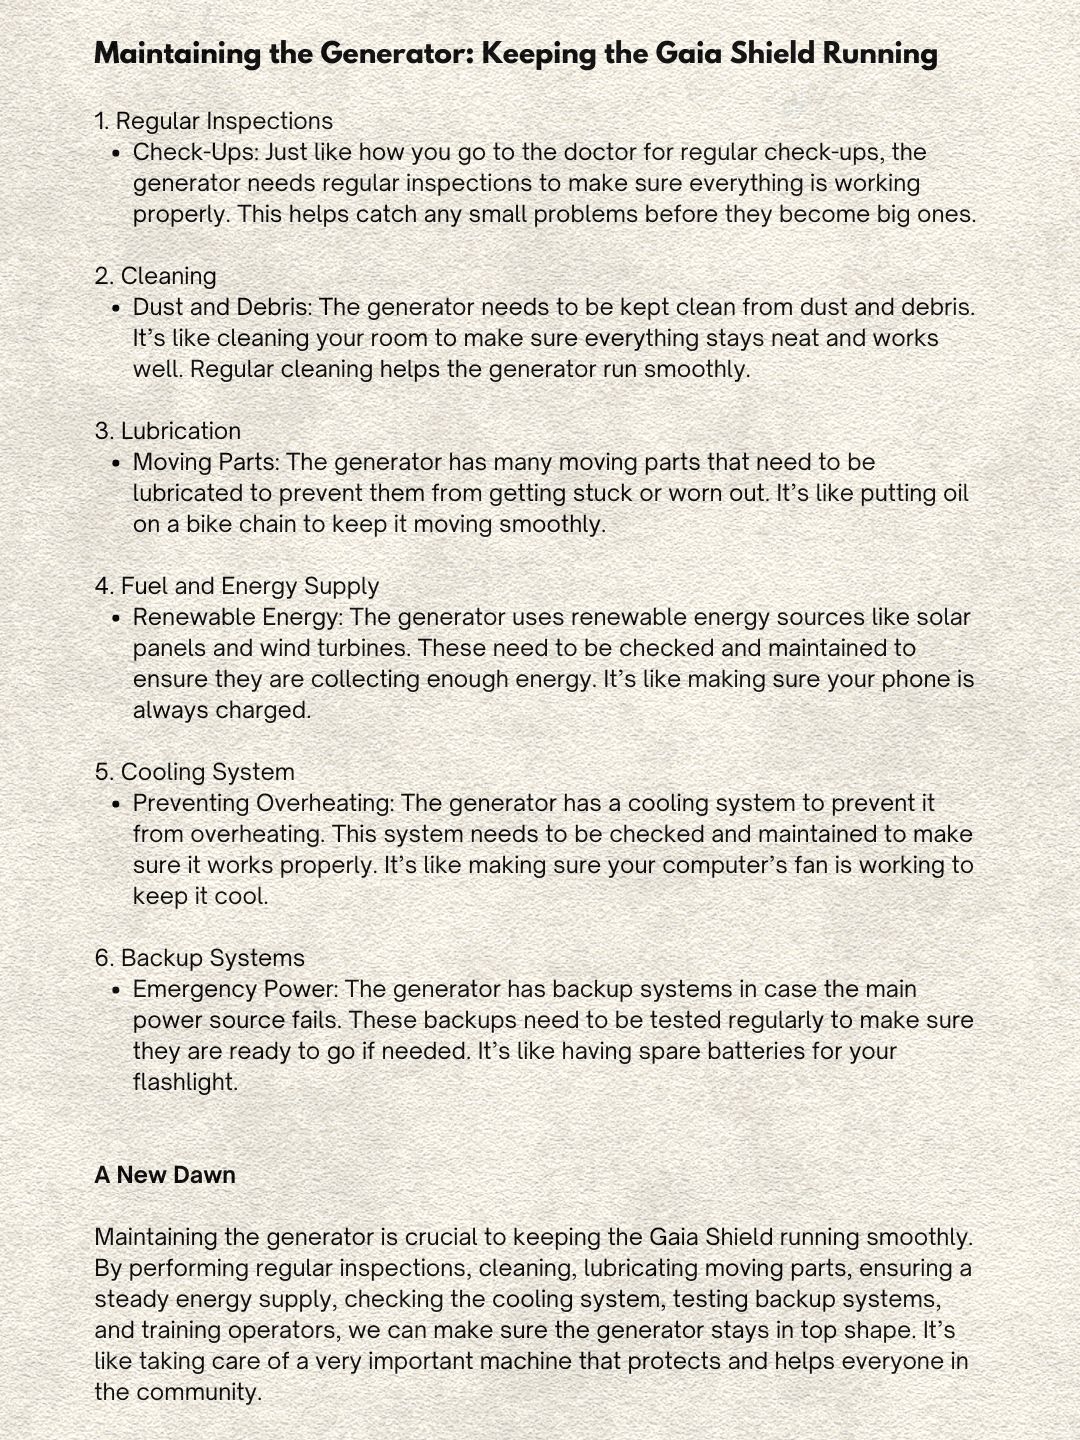 Maintaining the Generator: Keeping the Gaia Shield Running
1. Regular Inspections
• Check-Ups: Just like how you go to the doctor for regular check-ups, the
generator needs regular inspections to make sure everything is working
properly. This helps catch any small problems before they become big ones.
2. Cleaning
• Dust and Debris: The generator needs to be kept clean from dust and debris.
It’s like cleaning your room to make sure everything stays neat and works
well. Regular cleaning helps the generator run smoothly.
3. Lubrication
• Moving Parts: The generator has many moving parts that need to be
lubricated to prevent them from getting stuck or worn out. It’s like putting oil
on a bike chain to keep it moving smoothly.
4. Fuel and Energy Supply
• Renewable Energy: The generator uses renewable energy sources like solar
panels and wind turbines. These need to be checked and maintained to
ensure they are collecting enough energy. It’s like making sure your phone is
always charged.
5. Cooling System
• Preventing Overheating: The generator has a cooling system to prevent it
from overheating. This system needs to be checked and maintained to make
sure it works properly. It’s like making sure your computer’s fan is working to
keep it cool.
6. Backup Systems
• Emergency Power: The generator has backup systems in case the main
power source fails. These backups need to be tested regularly to make sure
they are ready to go if needed. It’s like having spare batteries for your
flashlight.
A New Dawn
Maintaining the generator is crucial to keeping the Gaia Shield running smoothly.
By performing regular inspections, cleaning, lubricating moving parts, ensuring a
steady energy supply, checking the cooling system, testing backup systems,
and training operators, we can make sure the generator stays in top shape. It’s
like taking care of a very important machine that protects and helps everyone in
the community.